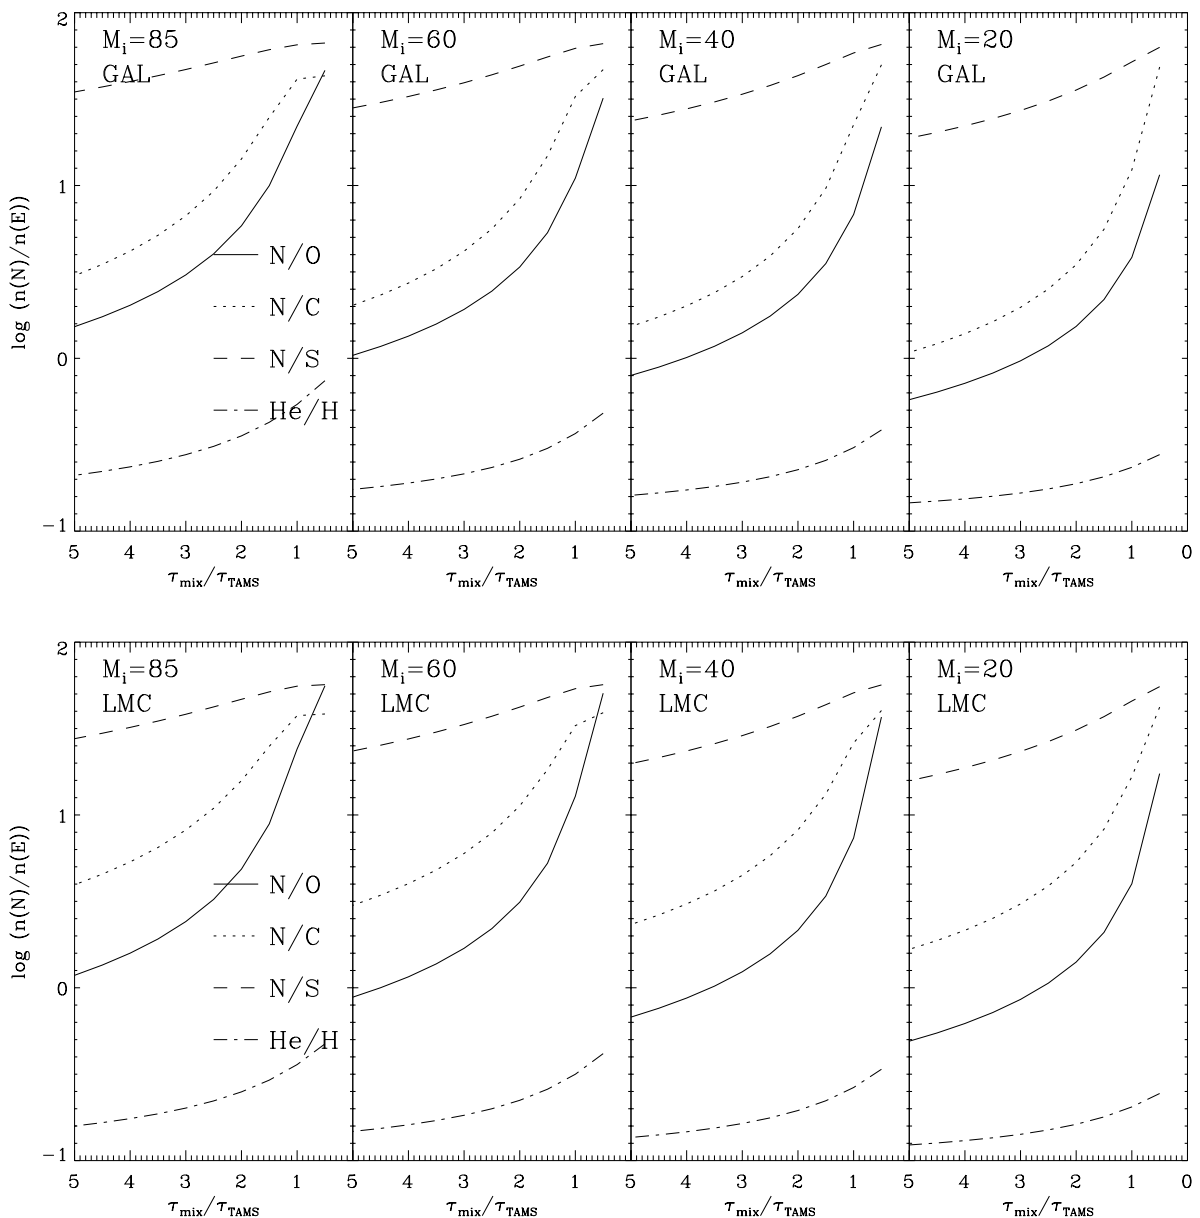 M_i=85
GAL
M_i=60
GAL
M_i=40
GAL
M_i=20
GAL
2
1
0
−1
log (n(N)/n(E))
N/O
N/C
N/S
He/H
5 4 3 2 1 5 4 3 2 1 5 4 3 2 1 5 4 3 2 1 0
τ_mix/τ_TAMS τ_mix/τ_TAMS τ_mix/τ_TAMS τ_mix/τ_TAMS
M_i=85
LMC
M_i=60
LMC
M_i=40
LMC
M_i=20
LMC
2
1
0
−1
log (n(N)/n(E))
N/O
N/C
N/S
He/H
5 4 3 2 1 5 4 3 2 1 5 4 3 2 1 5 4 3 2 1 0
τ_mix/τ_TAMS τ_mix/τ_TAMS τ_mix/τ_TAMS τ_mix/τ_TAMS